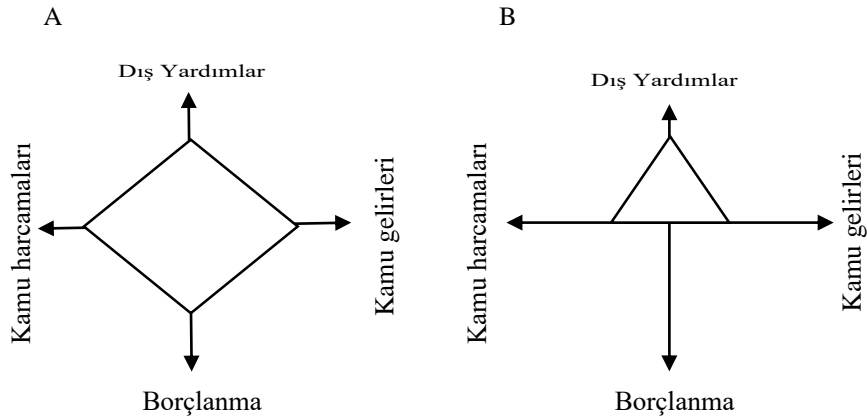 A
Dış Yardımlar
Kamu harcamaları
Kamu gelirleri
Borçlanma
B
Dış Yardımlar
Kamu harcamaları
Kamu gelirleri
Borçlanma